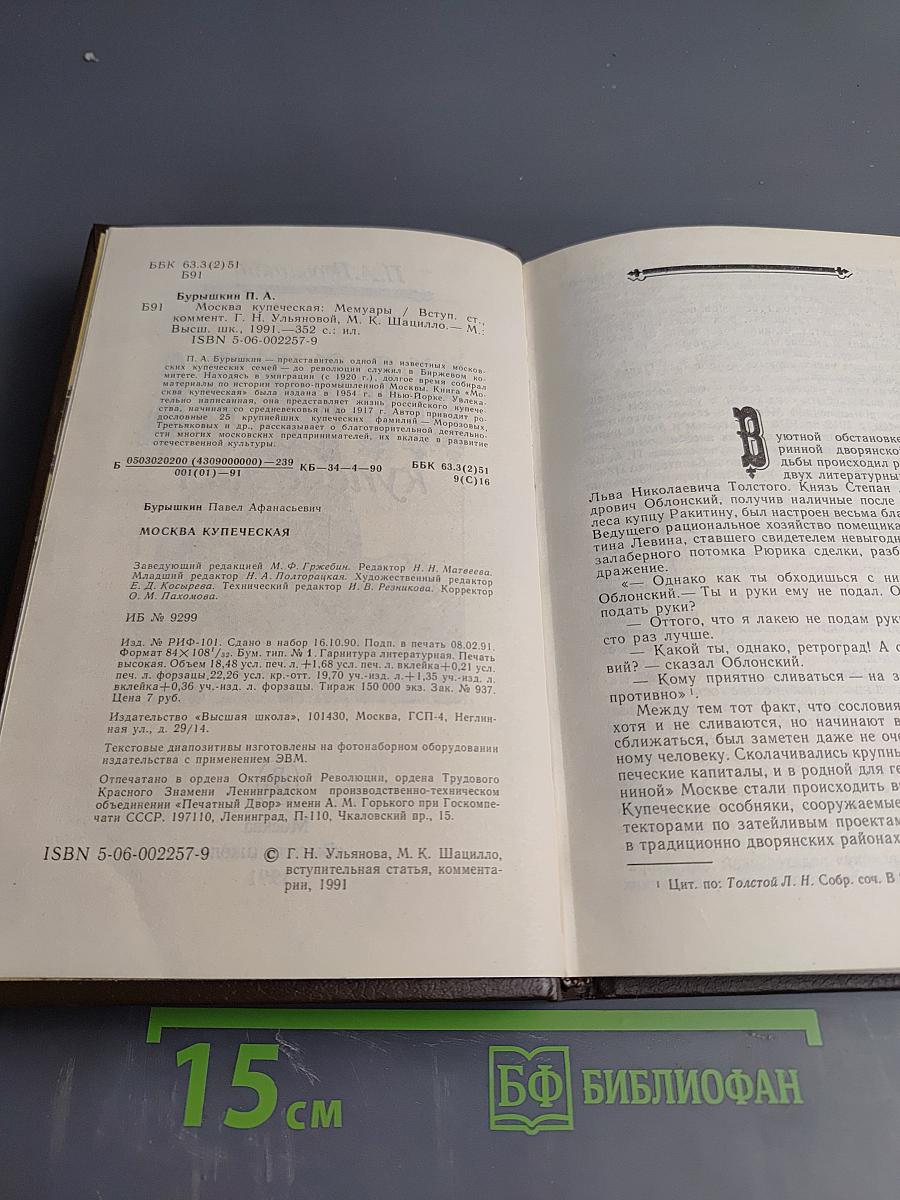 ББК 63.3(2)51
Б91
Бурышкин П. А.
Б91 Москва купеческая: Мемуары / Вступ. ст.,
коммент. Г. Н. Ульяновой, М. К. Шацилло.— М.:
Высш. шк., 1991.—352 с.: ил.
ISBN 5-06-002257-9
П. А. Бурышкин — представитель одной из известных москов-
ских купеческих семей — до революции служил в Биржевом ко-
митете. Находясь в эмиграции (с 1920 г.), долгое время собирал
материалы по истории торгово-промышленной Москвы. Книга «Мо-
сква купеческая» была издана в 1954 г. в Нью-Йорке. Увлека-
тельно написанная, она представляет жизнь российского купече-
ства, начиная со средневековья и до 1917 г. Автор приводит ро-
дословные 25 крупнейших купеческих фамилий — Морозовых,
Третьяковых и др., рассказывает о благотворительной деятельно-
сти многих московских предпринимателей, их вкладе в развитие
отечественной культуры.
Б 0503020200 (4309000000)—239 КБ—34—4—90 ББК 63.3(2)51
001(01)—91 9(С)16
Бурышкин Павел Афанасьевич
МОСКВА КУПЕЧЕСКАЯ
Заведующий редакцией М. Ф. Гржебин. Редактор Н. Н. Матвеева.
Младший редактор Н. А. Полторацкая. Художественный редактор
Е. Д. Косырева. Технический редактор Н. В. Резникова. Корректор
О. М. Пахомова.
ИБ № 9299
Изд. № РИФ-101. Сдано в набор 16.10.90. Подп. в печать 08.02.91.
Формат 84×108¹/₃₂. Бум. тип. № 1. Гарнитура литературная. Печать
высокая. Объем 18,48 усл. печ. л.+1,68 усл. печ. л. вклейка+0,21 усл.
печ. л. форзацы,22,26 усл. кр.-отт. 19,70 уч.-изд. л.+1,35 уч.-изд. л.
вклейка+0,36 уч.-изд. л. форзацы. Тираж 150 000 экз. Зак. № 937.
Цена 7 руб.
Издательство «Высшая школа», 101430, Москва, ГСП-4, Неглин-
ная ул., д. 29/14.
Текстовые диапозитивы изготовлены на фотонаборном оборудовании
издательства с применением ЭВМ.
Отпечатано в ордена Октябрьской Революции, ордена Трудового
Красного Знамени Ленинградском производственно-техническом
объединении «Печатный Двор» имени А. М. Горького при Госкомпе-
чати СССР. 197110, Ленинград, П-110, Чкаловский пр., 15.
ISBN 5-06-002257-9 © Г. Н. Ульянова, М. К. Шацилло,
вступительная статья, коммента-
рии, 1991
В уютной обстановке
ринной дворянско
дьбы происходил р
двух литературны
Льва Николаевича Толстого. Князь Степан
дрович Облонский, получив наличные после
леса купцу Ракитину, был настроен весьма бла
Ведущего рациональное хозяйство помещика
тина Левина, ставшего свидетелем невыгодн
залаберного потомка Рюрика сделки, разб
дражение.
«— Однако как ты обходишься с ни
Облонский.— Ты и руки ему не подал. О
подать руки?
— Оттого, что я лакею не подам рук
сто раз лучше.
— Какой ты, однако, ретроград! А с
вий? — сказал Облонский.
— Кому приятно сливаться — на з
противно» ¹.
Между тем тот факт, что сословия
хотя и не сливаются, но начинают в
сближаться, был заметен даже не оче
ному человеку. Сколачивались крупны
печеские капиталы, и в родной для ге
ниной» Москве стали происходить в
Купеческие особняки, сооружаемые
текторами по затейливым проектам
в традиционно дворянских районах
¹ Цит. по: Толстой Л. Н. Собр. соч. В
15 см
БФ БИБЛИОФАН